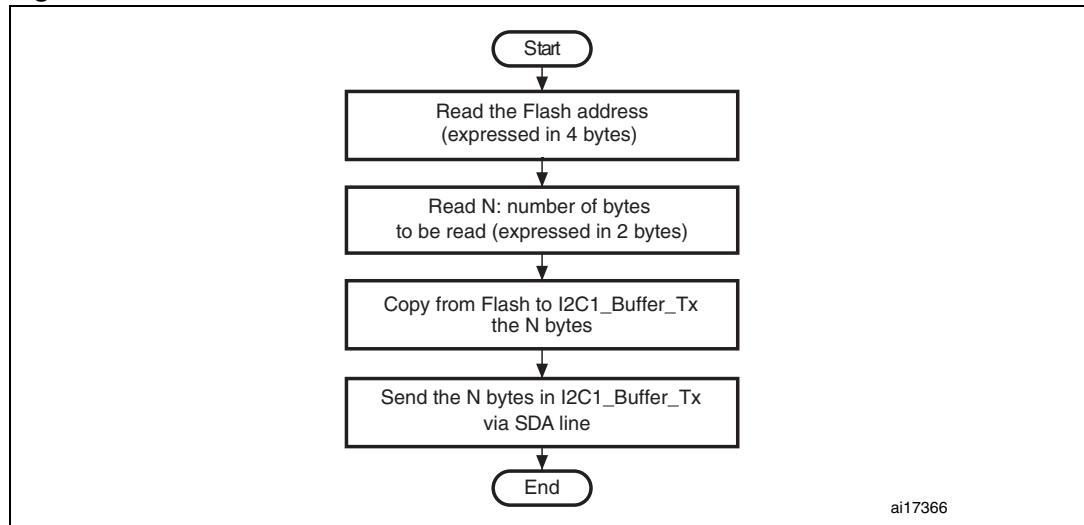 Start
Read the Flash address
(expressed in 4 bytes)
Read N: number of bytes
to be read (expressed in 2 bytes)
Copy from Flash to I2C1_Buffer_Tx
the N bytes
Send the N bytes in I2C1_Buffer_Tx
via SDA line
End
ai17366